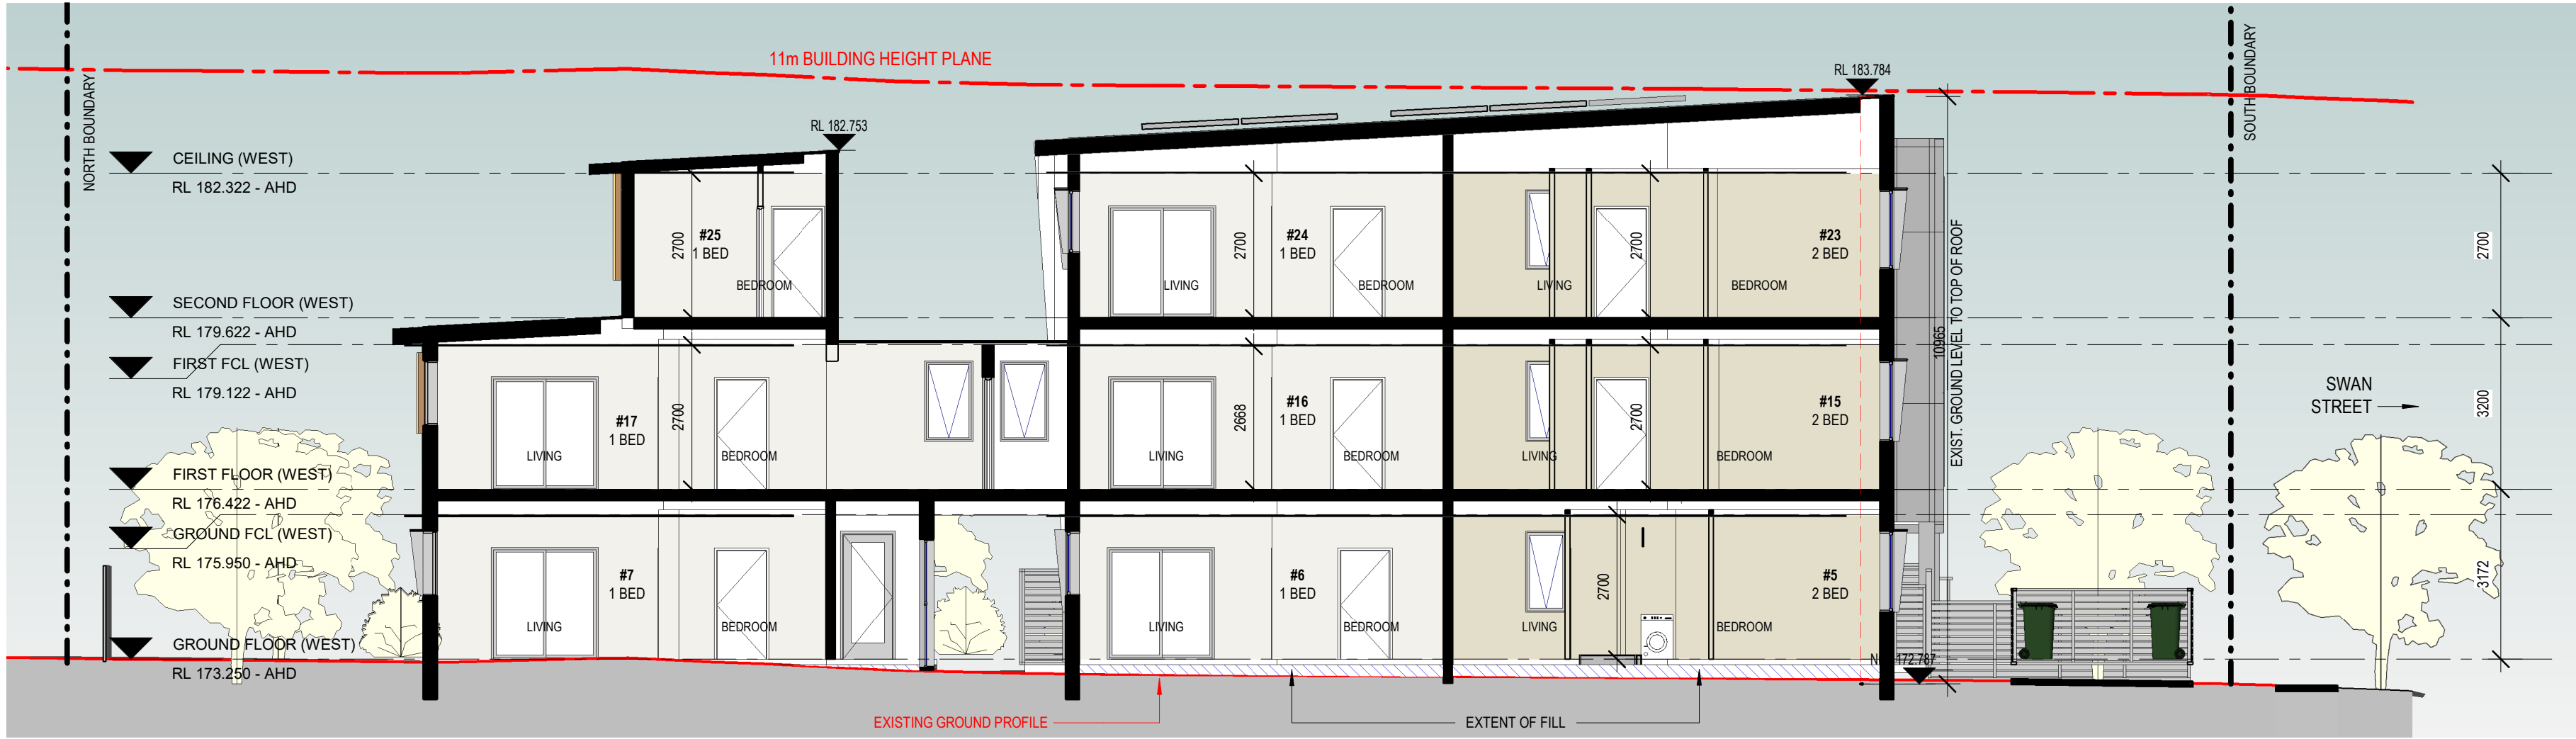 11m BUILDING HEIGHT PLANE
RL 183.784
NORTH BOUNDARY
SOUTH BOUNDARY
RL 182.753
CEILING (WEST)
RL 182.322 - AHD
#25
1 BED
2700
BEDROOM
2700
#24
1 BED
LIVING
BEDROOM
LIVING
2700
BEDROOM
#23
2 BED
2700
SECOND FLOOR (WEST)
RL 179.622 - AHD
FIRST FCL (WEST)
RL 179.122 - AHD
EXIST. GROUND LEVEL TO TOP OF ROOF
10965
SWAN
STREET
#17
1 BED
2700
LIVING
BEDROOM
2668
#16
1 BED
LIVING
BEDROOM
LIVING
2700
BEDROOM
#15
2 BED
3200
FIRST FLOOR (WEST)
RL 176.422 - AHD
GROUND FCL (WEST)
RL 175.950 - AHD
#7
1 BED
LIVING
BEDROOM
#6
1 BED
LIVING
BEDROOM
LIVING
2700
BEDROOM
#5
2 BED
3172
GROUND FLOOR (WEST)
RL 173.250 - AHD
172.787
EXISTING GROUND PROFILE
EXTENT OF FILL